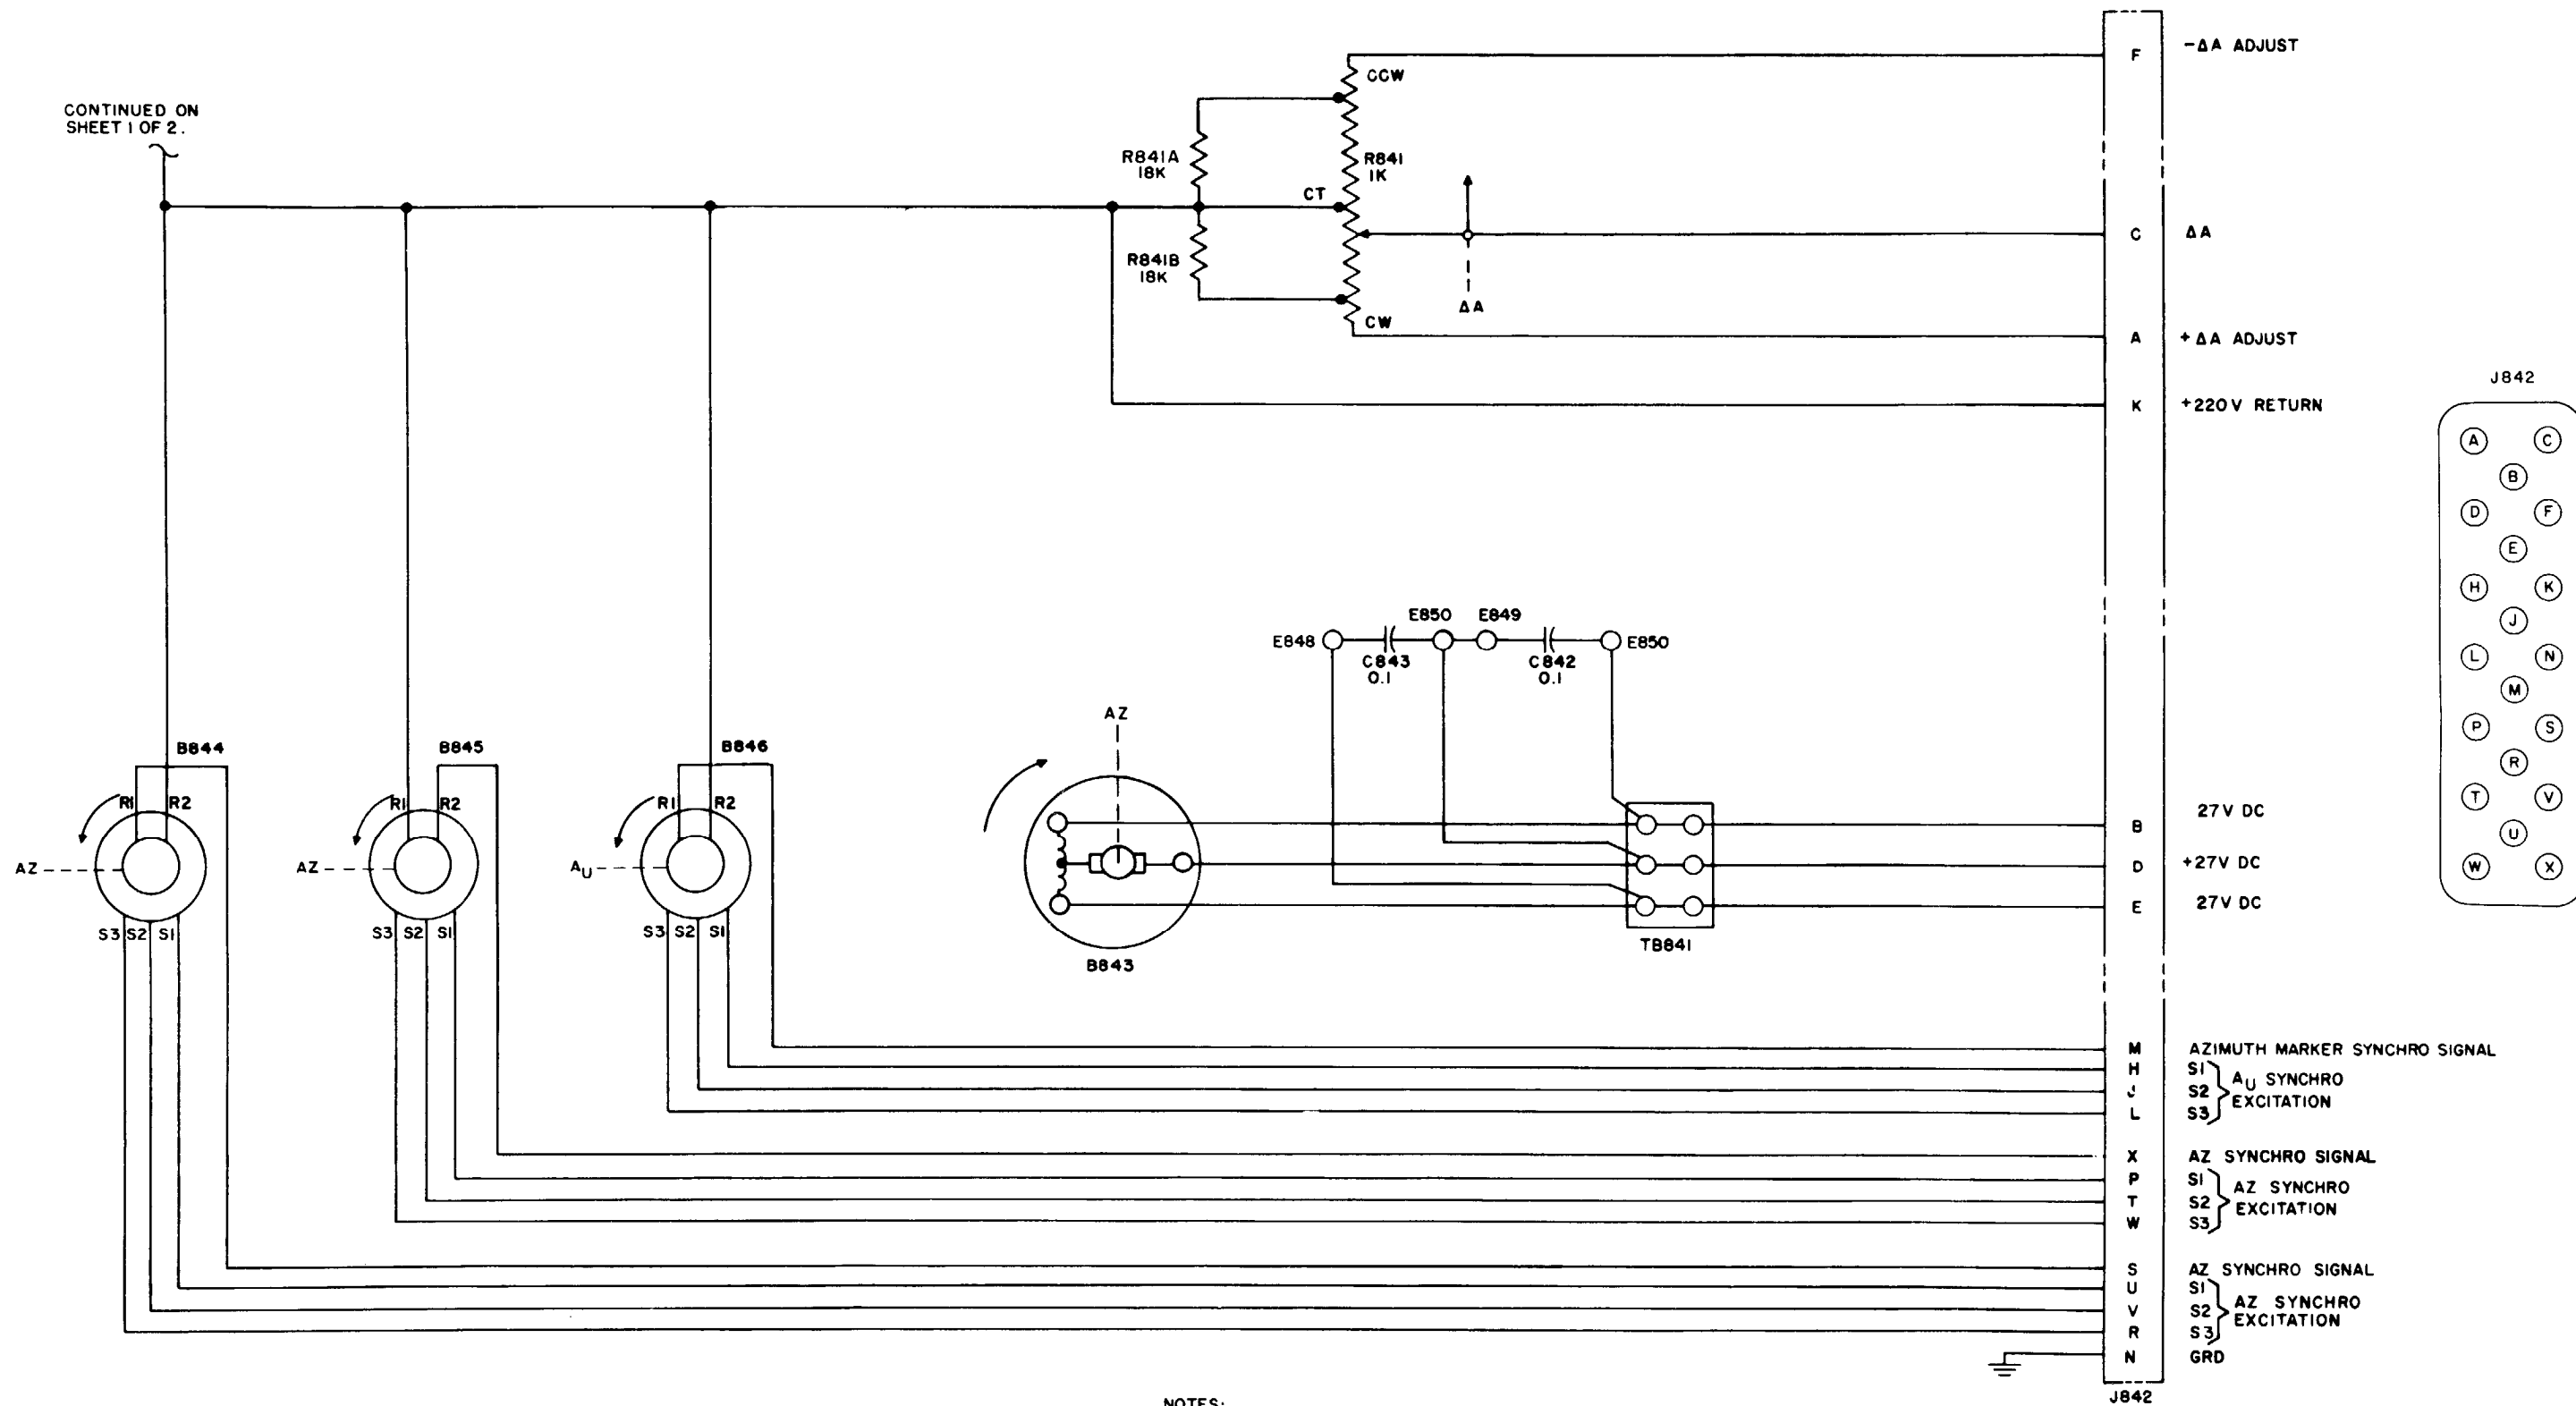 CONTINUED ON
SHEET 1 OF 2.
F -ΔA ADJUST
CCW
R841A
18K
R841
1K
CT
C ΔA
R841B
18K
ΔA
CW
A +ΔA ADJUST
K +220V RETURN
J842
A C
B
D F
E
H K
J
L N
M
P S
R
T V
U
W X
E848 E850 E849 E850
C843
0.1
C842
0.1
AZ
B844 B845 B846
R1 R2 R1 R2 R1 R2
AZ AZ AU
S3 S2 S1 S3 S2 S1 S3 S2 S1
B843
TB841
B 27V DC
D +27V DC
E 27V DC
M AZIMUTH MARKER SYNCHRO SIGNAL
H S1
J S2
L S3
AU SYNCHRO
EXCITATION
X AZ SYNCHRO SIGNAL
P S1
T S2
W S3
AZ SYNCHRO
EXCITATION
S AZ SYNCHRO SIGNAL
U S1
V S2
R S3
AZ SYNCHRO
EXCITATION
N GRD
J842
NOTES: